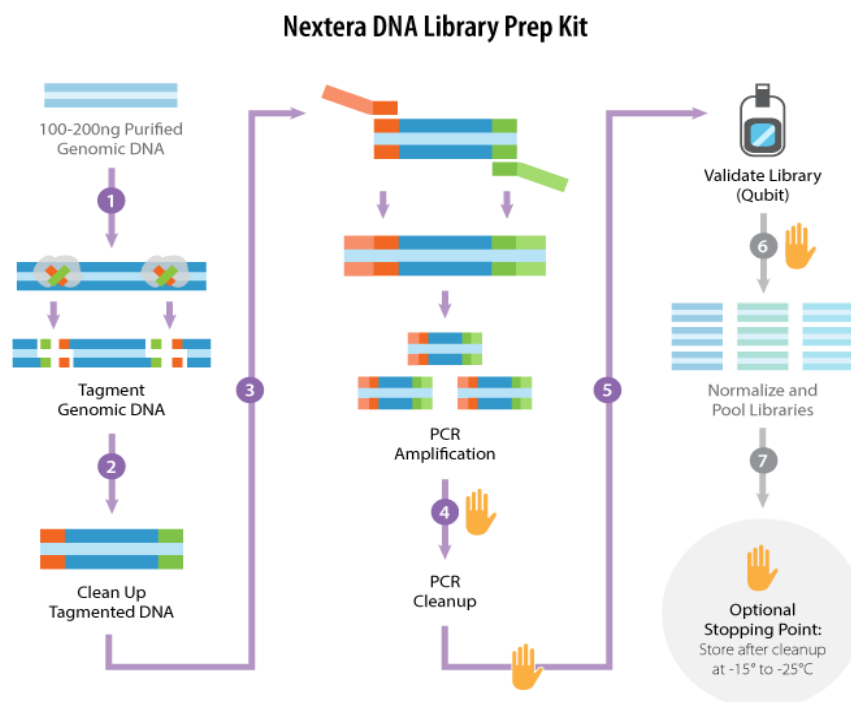 Nextera DNA Library Prep Kit
100-200ng Purified
Genomic DNA
1
Tagment
Genomic DNA
2
Clean Up
Tagmented DNA
3
PCR
Amplification
4
PCR
Cleanup
5
Validate Library
(Qubit)
6
Normalize and
Pool Libraries
7
Optional
Stopping Point:
Store after cleanup
at -15° to -25°C